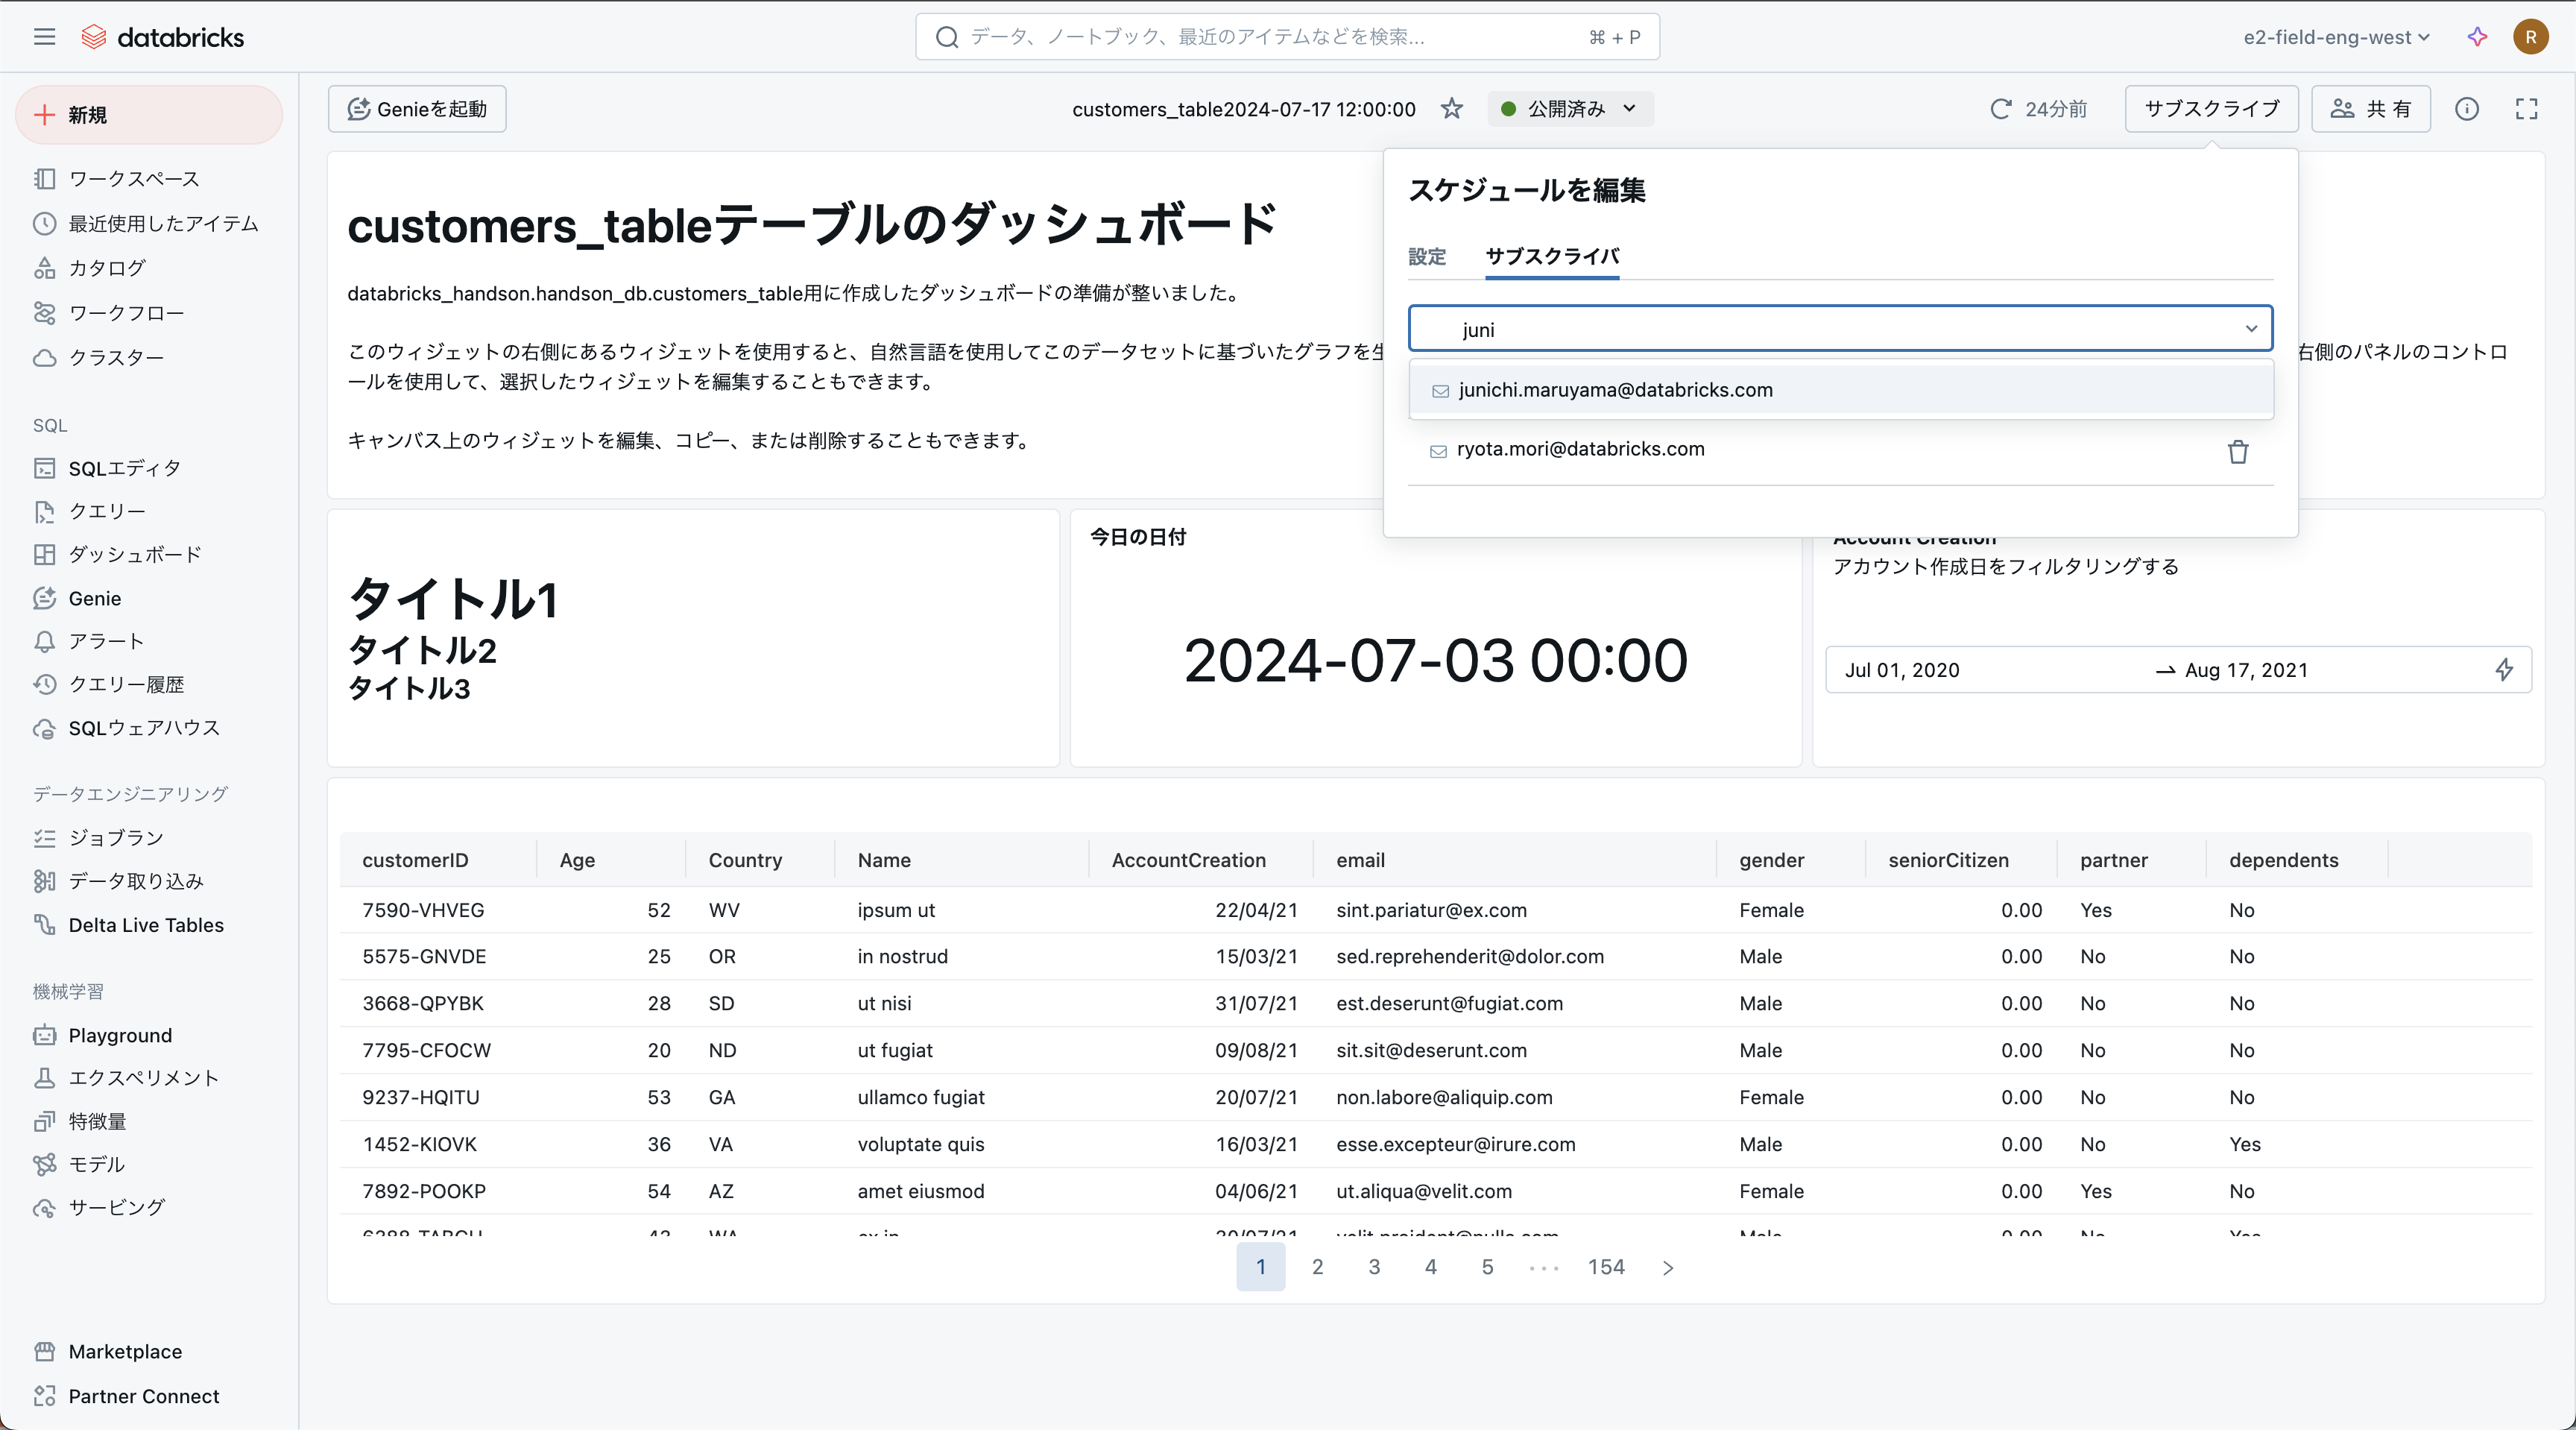 databricks
データ、ノートブック、最近のアイテムなどを検索...
⌘ + P
e2-field-eng-west
R
新規
ワークスペース
最近使用したアイテム
カタログ
ワークフロー
クラスター
SQL
SQLエディタ
クエリー
ダッシュボード
Genie
アラート
クエリー履歴
SQLウェアハウス
データエンジニアリング
ジョブラン
データ取り込み
Delta Live Tables
機械学習
Playground
エクスペリメント
特徴量
モデル
サービング
Marketplace
Partner Connect
Genieを起動
customers_table2024-07-17 12:00:00
公開済み
24分前
サブスクライブ
共 有
customers_tableテーブルのダッシュボード
databricks_handson.handson_db.customers_table用に作成したダッシュボードの準備が整いました。
このウィジェットの右側にあるウィジェットを使用すると、自然言語を使用してこのデータセットに基づいたグラフを生
右側のパネルのコントロ
ールを使用して、選択したウィジェットを編集することもできます。
キャンバス上のウィジェットを編集、コピー、または削除することもできます。
スケジュールを編集
設定
サブスクライバ
juni
junichi.maruyama@databricks.com
ryota.mori@databricks.com
タイトル1
タイトル2
タイトル3
今日の日付
2024-07-03 00:00
Account Creation
アカウント作成日をフィルタリングする
Jul 01, 2020 → Aug 17, 2021
customerID Age Country Name AccountCreation email gender seniorCitizen partner dependents
7590-VHVEG 52 WV ipsum ut 22/04/21 sint.pariatur@ex.com Female 0.00 Yes No
5575-GNVDE 25 OR in nostrud 15/03/21 sed.reprehenderit@dolor.com Male 0.00 No No
3668-QPYBK 28 SD ut nisi 31/07/21 est.deserunt@fugiat.com Male 0.00 No No
7795-CFOCW 20 ND ut fugiat 09/08/21 sit.sit@deserunt.com Male 0.00 No No
9237-HQITU 53 GA ullamco fugiat 20/07/21 non.labore@aliquip.com Female 0.00 No No
1452-KIOVK 36 VA voluptate quis 16/03/21 esse.excepteur@irure.com Male 0.00 No Yes
7892-POOKP 54 AZ amet eiusmod 04/06/21 ut.aliqua@velit.com Female 0.00 Yes No
1 2 3 4 5 ••• 154 >